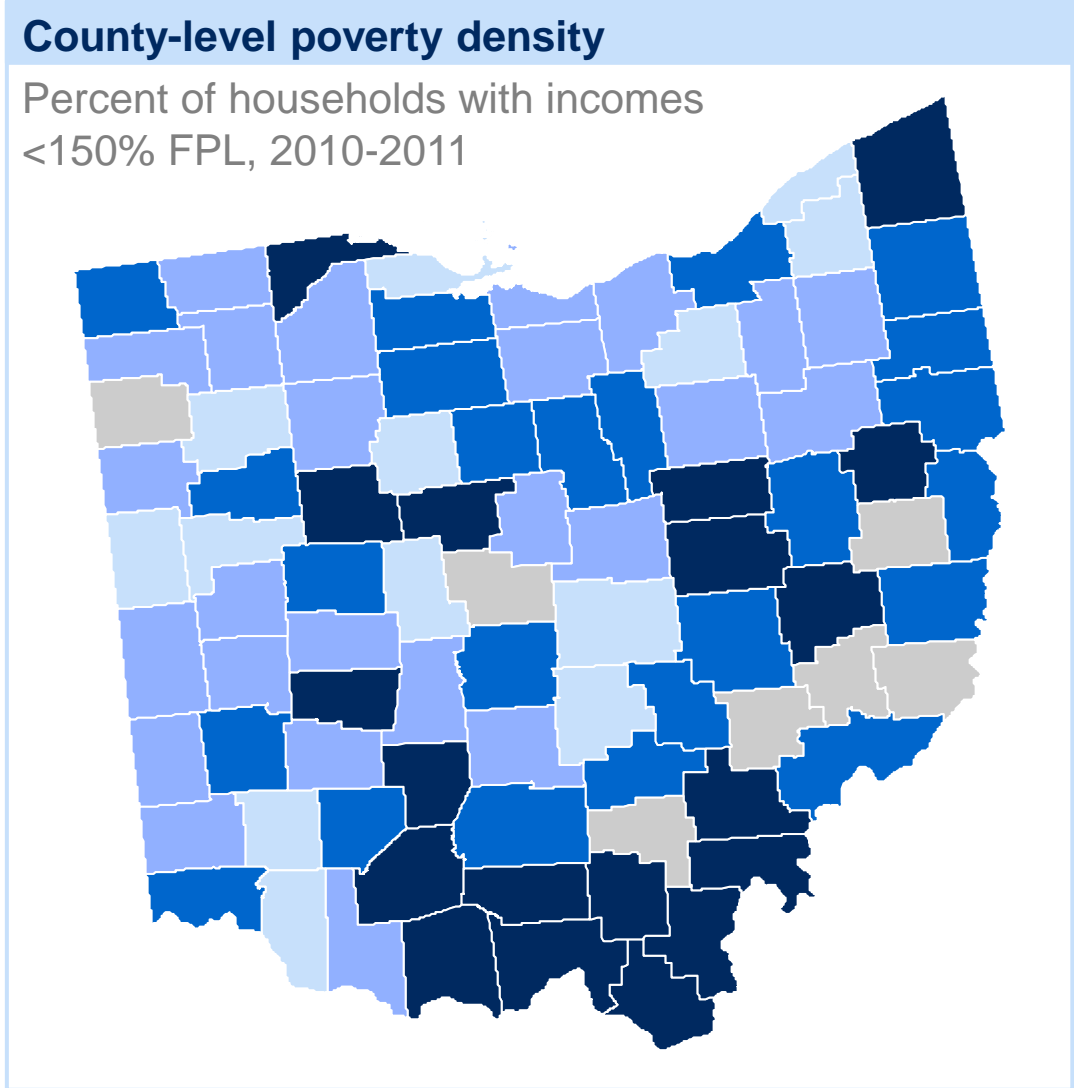 County-level poverty density
Percent of households with incomes
<150% FPL, 2010-2011